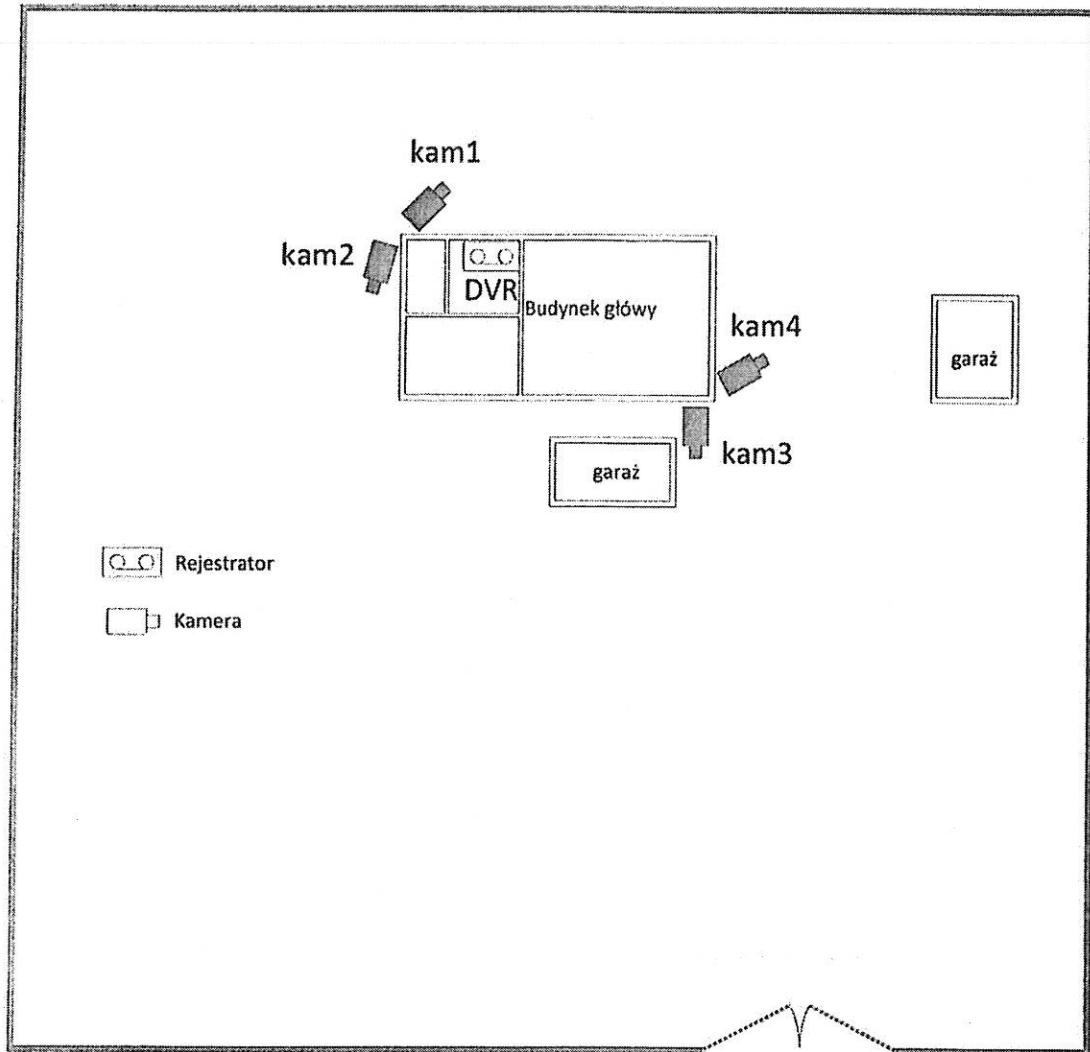 kam1
kam2
DVR
Budynek główy
kam4
garaż
kam3
garaż
Rejestrator
Kamera